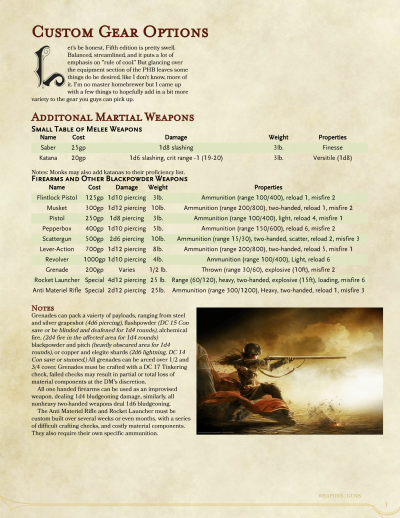 Custom Gear Options
Let's be honest, Fifth edition is pretty swell.
Balanced, streamlined, and it puts a lot of
emphasis on "rule of cool." But glancing over
the equipment section of the PHB leaves some
things do be desired, like I don't know, more of
it. I'm no master homebrewer but I came up
with a few things to hopefully add in a bit more
variety to the gear you guys can pick up.
Additonal Martial Weapons
Small Table of Melee Weapons
Name Cost Damage Weight Properties
Saber 25gp 1d8 slashing 3lb. Finesse
Katana 20gp 1d6 slashing, crit range -1 (19-20) 3lb. Versitile (1d8)
Notes: Monks may also add katanas to their proficiency list.
Firearms and Other Blackpowder Weapons
Name Cost Damage Weight Properties
Flintlock Pistol 125gp 1d10 piercing 3lb. Ammunition (range 100/400), reload 1, misfire 2
Musket 300gp 1d12 piercing 10lb. Ammunition (range 200/800), two-handed, reload 1, misfire 2
Pistol 250gp 1d8 piercing 3lb. Ammunition (range 100/400), light, reload 4, misfire 1
Pepperbox 400gp 1d10 piercing 5lb. Ammunition (range 150/600), reload 6, misfire 2
Scattergun 500gp 2d6 piercing 10lb. Ammunition (range 15/30), two-handed, scatter, reload 2, misfire 3
Lever-Action 700gp 1d12 piercing 8lb. Ammunition (range 200/800), two-handed, reload 5, misfire 1
Revolver 1000gp 1d10 piercing 4lb. Ammunition (range 100/400), Light, reload 6
Grenade 200gp Varies 1/2 lb. Thrown (range 30/60), explosive (10ft), misfire 2
Rocket Launcher Special 4d12 piercing 25 lb. Range (60/120), heavy, two-handed, explosive (15ft), loading, misfire 6
Anti Materiel Rifle Special 2d12 piercing 25lb. Ammunition (range 300/1200), Heavy, two-handed, reload 1, misfire 3
Notes
Grenades can pack a vairety of payloads, ranging from steel
and silver grapeshot (4d6 piercing), flashpowder (DC 15 Con
save or be blinded and deafened for 1d4 rounds), alchemical
fire, (2d4 fire in the affected area for 1d4 rounds)
blackpowder and pitch (heavily obscured area for 1d4
rounds), or copper and elegite shards (2d6 lightning, DC 14
Con save or stunned) All grenades can be arced over 1/2 and
3/4 cover. Grenades must be crafted with a DC 17 Tinkering
check, failed checks may result in partial or total loss of
material components at the DM's discretion.
All one handed firearms can be used as an improvised
weapon, dealing 1d4 bludgeoning damage, similarly, all
nonheavy two-handed weapons deal 1d6 bludgeoning.
The Anti Materiel Rifle and Rocket Launcher must be
custom built over several weeks or even months, with a series
of difficult crafting checks, and costly material components.
They also require their own specific ammunition.